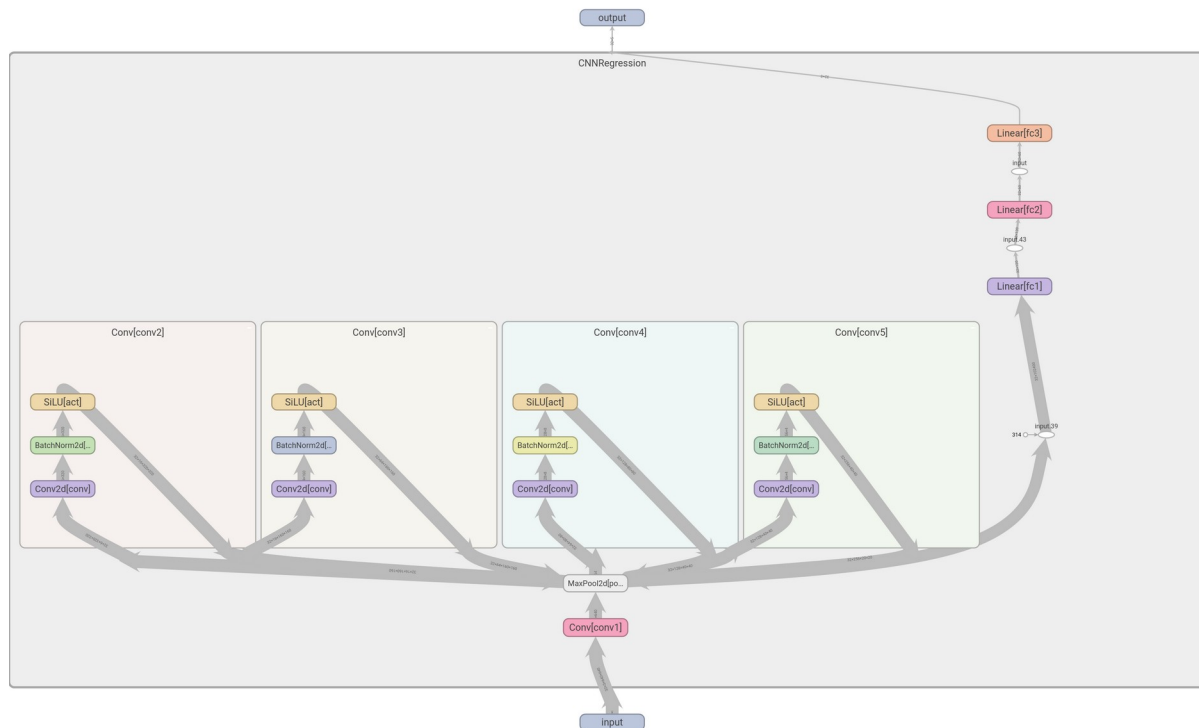 output
CNNRegression
Linear[fc3]
input
Linear[fc2]
input.43
Linear[fc1]
Conv[conv2]
Conv[conv3]
Conv[conv4]
Conv[conv5]
SiLU[act]
SiLU[act]
SiLU[act]
SiLU[act]
314
input.39
BatchNorm2d[...
BatchNorm2d[...
BatchNorm2d[...
BatchNorm2d[...
Conv2d[conv]
Conv2d[conv]
Conv2d[conv]
Conv2d[conv]
MaxPool2d[po...
Conv[conv1]
input